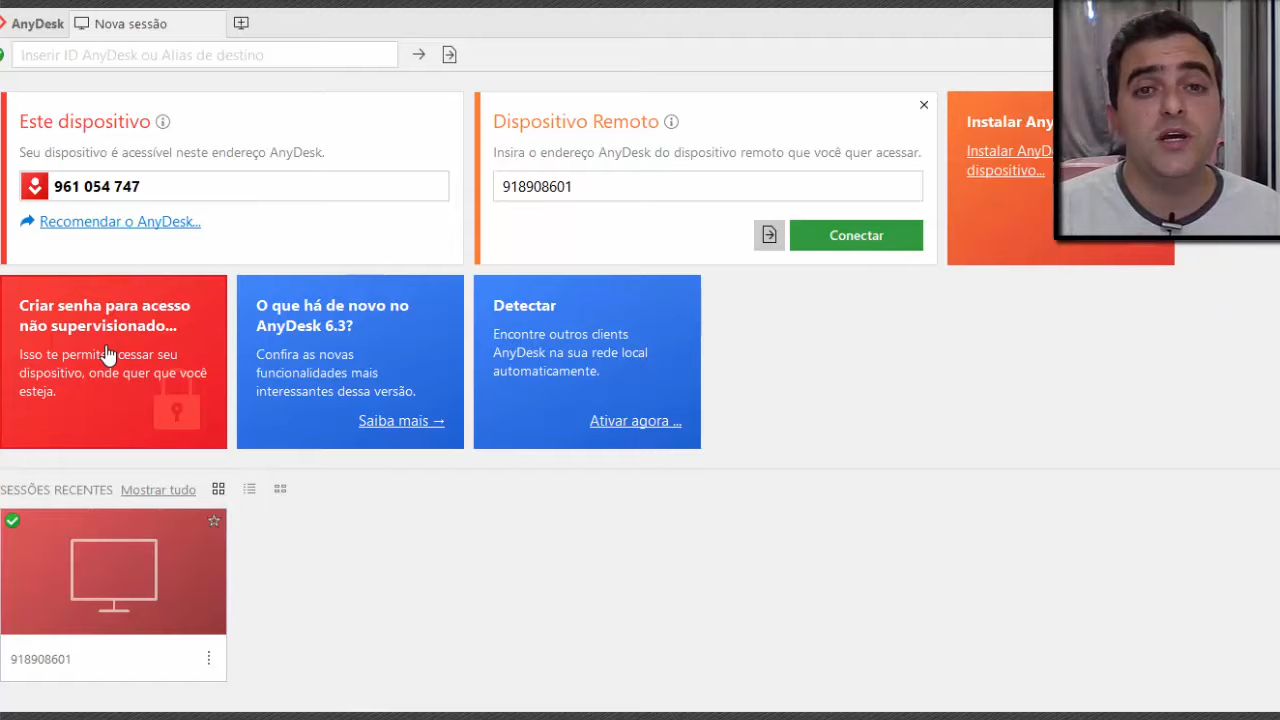 AnyDesk
Nova sessão
Inserir ID AnyDesk ou Alias de destino
Este dispositivo
Seu dispositivo é acessível neste endereço AnyDesk.
961 054 747
Recomendar o AnyDesk...
Dispositivo Remoto
Insira o endereço AnyDesk do dispositivo remoto que você quer acessar.
918908601
Conectar
Instalar
Instalar
dispositivo...
Criar senha para acesso
não supervisionado...
Isso te permite acessar seu
dispositivo, onde quer que você
esteja.
O que há de novo no
AnyDesk 6.3?
Confira as novas
funcionalidades mais
interessantes dessa versão.
Saiba mais →
Detectar
Encontre outros clients
AnyDesk na sua rede local
automaticamente.
Ativar agora ...
SESSÕES RECENTES Mostrar tudo
918908601